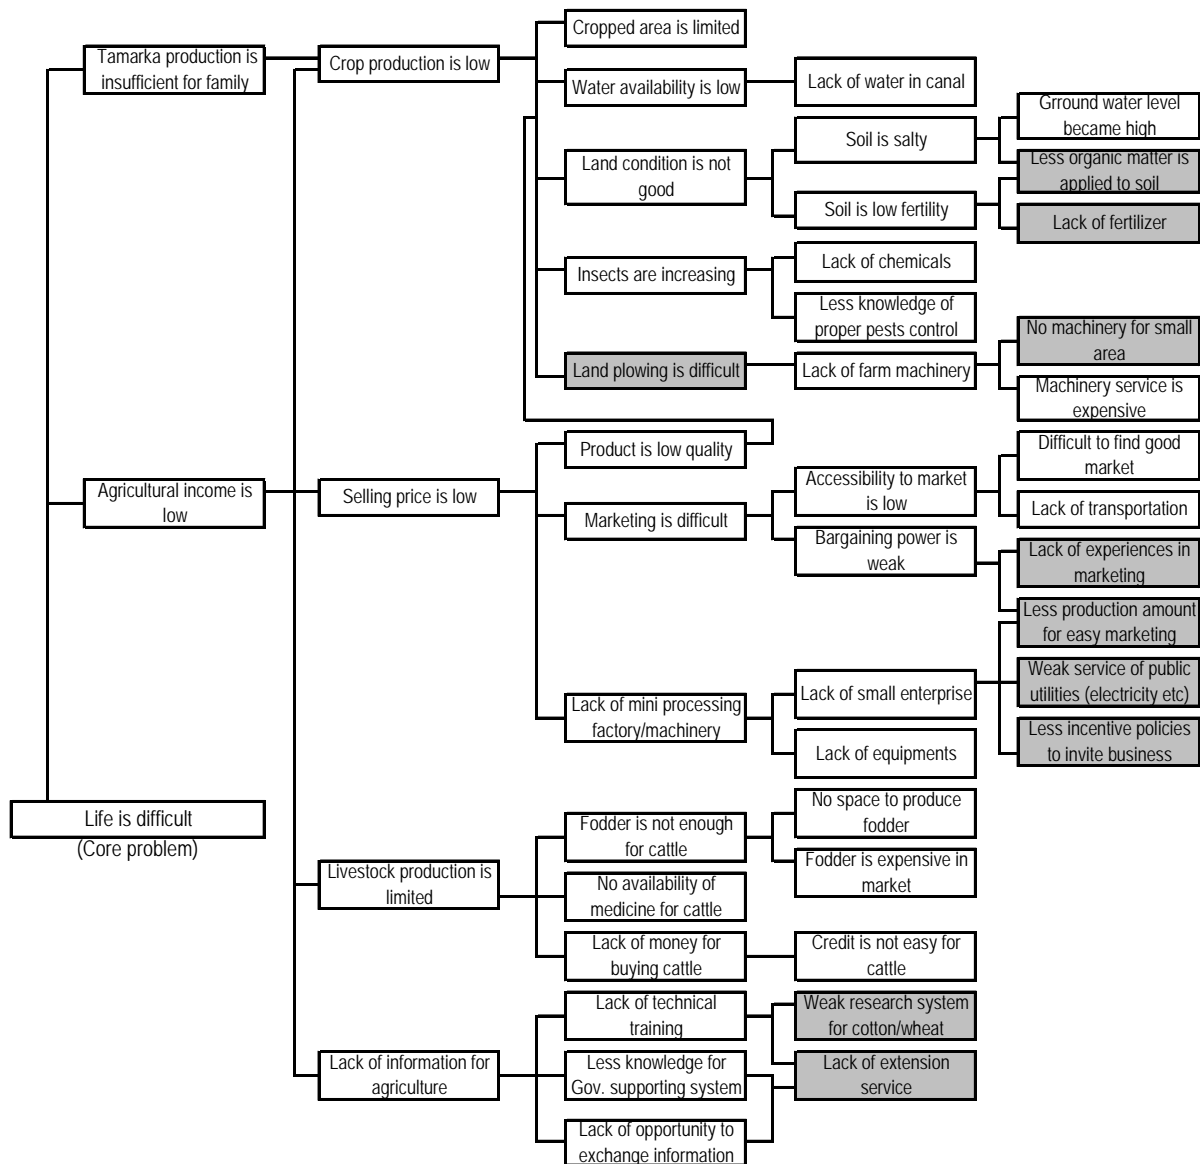 Cropped area is limited
Tamarka production is
insufficient for family
Crop production is low
Water availability is low
Lack of water in canal
Grround water level
became high
Soil is salty
Land condition is not
good
Less organic matter is
applied to soil
Soil is low fertility
Lack of fertilizer
Insects are increasing
Lack of chemicals
Less knowledge of
proper pests control
No machinery for small
area
Land plowing is difficult
Lack of farm machinery
Machinery service is
expensive
Product is low quality
Difficult to find good
market
Agricultural income is
low
Selling price is low
Accessibility to market
is low
Lack of transportation
Marketing is difficult
Bargaining power is
weak
Lack of experiences in
marketing
Less production amount
for easy marketing
Weak service of public
utilities (electricity etc)
Lack of mini processing
factory/machinery
Lack of small enterprise
Less incentive policies
to invite business
Lack of equipments
Life is difficult
(Core problem)
No space to produce
fodder
Fodder is not enough
for cattle
Fodder is expensive in
market
Livestock production is
limited
No availability of
medicine for cattle
Lack of money for
buying cattle
Credit is not easy for
cattle
Lack of technical
training
Weak research system
for cotton/wheat
Lack of information for
agriculture
Less knowledge for
Gov. supporting system
Lack of extension
service
Lack of opportunity to
exchange information